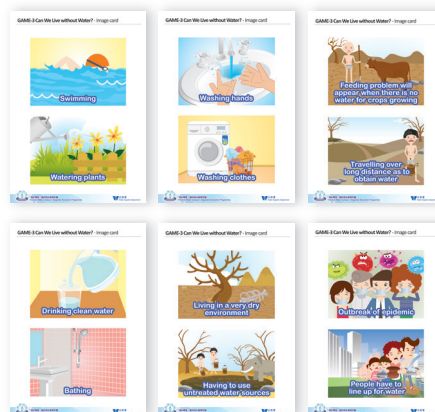 GAME-3 Can We Live without Water? - Image card
Swimming
Watering plants
GAME-3 Can We Live without Water? - Image card
Washing hands
Washing clothes
GAME-3 Can We Live without Water? - Image card
Feeding problem will
appear when there is no
water for crops growing
Travelling over
long distance as to
obtain water
GAME-3 Can We Live without Water? - Image card
Drinking clean water
Bathing
GAME-3 Can We Live without Water? - Image card
Living in a very dry
environment
Having to use
untreated water sources
GAME-3 Can We Live without Water? - Image card
Outbreak of epidemic
People have to
line up for water